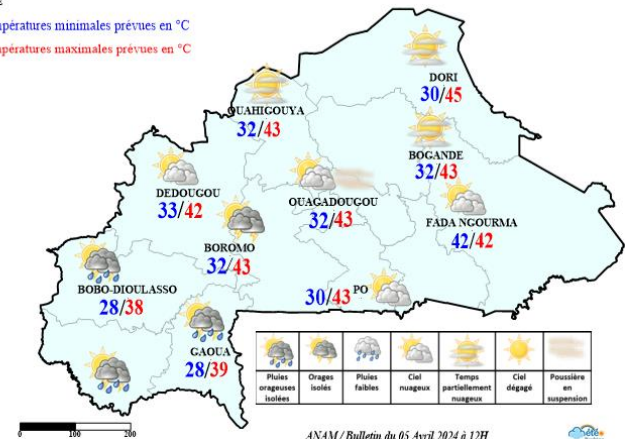 pératures minimales prévues en °C
pératures maximales prévues en °C
DORI
30/45
OUAHIGOUYA
32/43
BOGANDE
32/43
DEDOUGOU
33/42
OUAGADOUGOU
32/43
FADA NGOURMA
42/42
BOROMO
32/43
BOBO-DIOULASSO
28/38
30/43 PO
GAOUA
28/39
Pluies orageuses isolées
Orages isolés
Pluies faibles
Ciel nuageux
Temps partiellement nuageux
Ciel dégagé
Poussière en suspension
0 100 200
ANAM / Bulletin du 05 Avril 2024 à 12H
météo